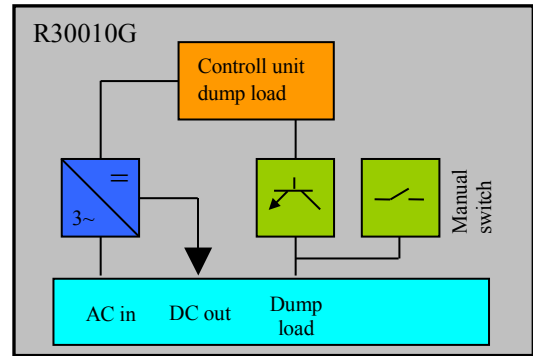 R30010G
Controll unit
dump load
=
3~
Manual
switch
AC in
DC out
Dump
load